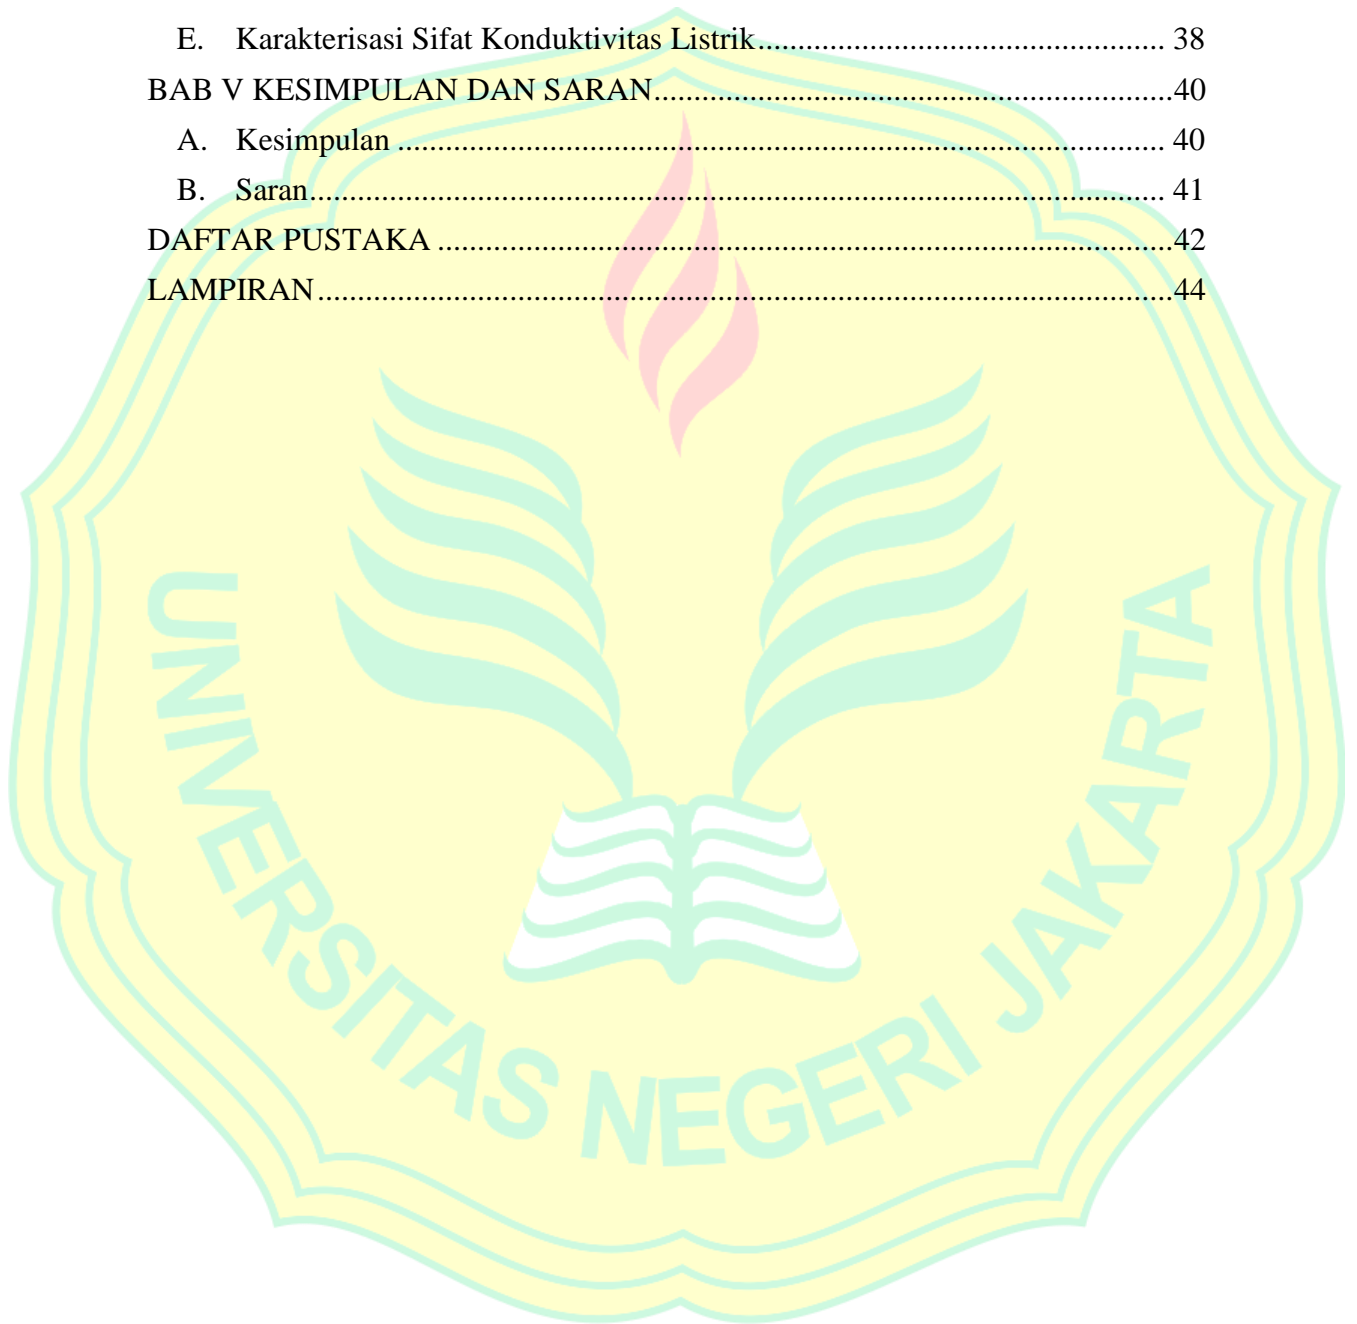 E. Karakterisasi Sifat Konduktivitas Listrik.......................................... 38
BAB V KESIMPULAN DAN SARAN......................................................40
A. Kesimpulan ................................................................................ 40
B. Saran......................................................................................... 41
DAFTAR PUSTAKA ............................................................................42
LAMPIRAN.........................................................................................44
UNIVERSITAS NEGERI JAKARTA